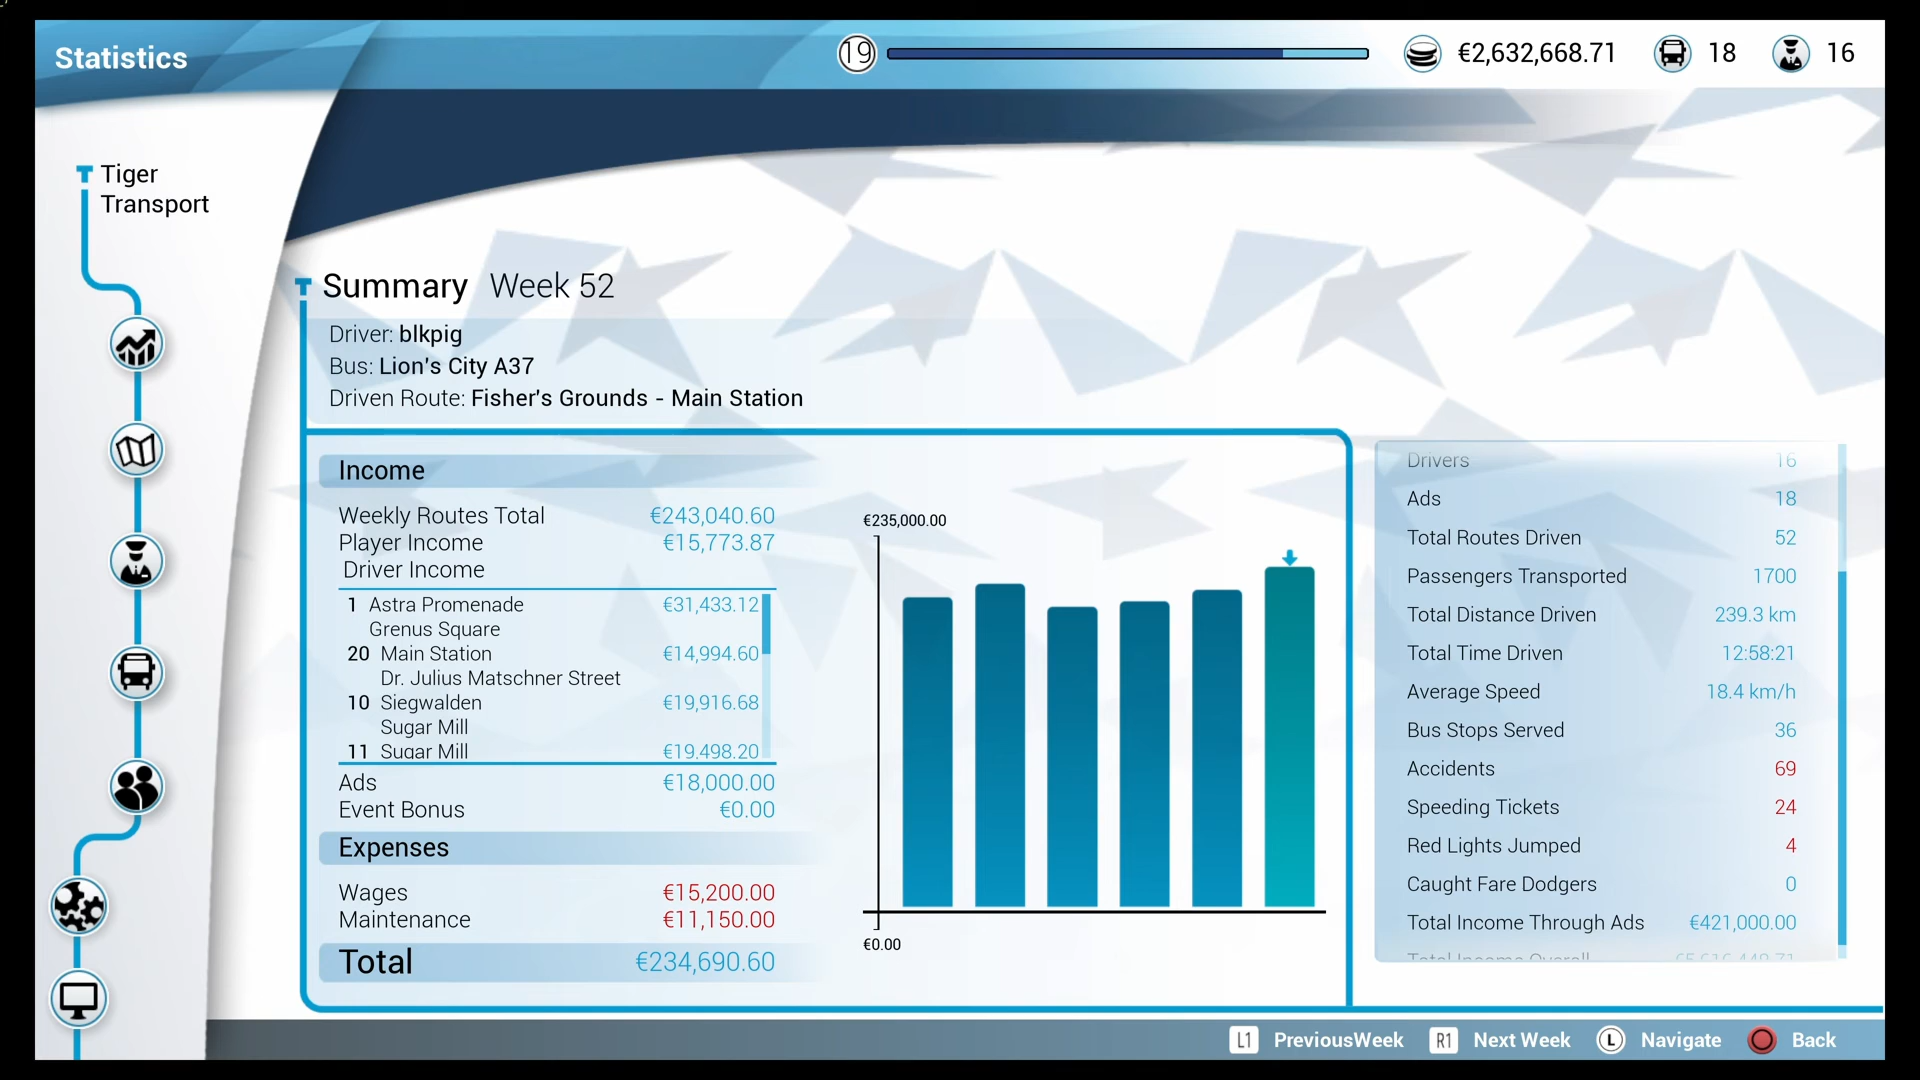 Statistics
19
€2,632,668.71
18
16
Tiger
Transport
Summary Week 52
Driver: blkpig
Bus: Lion's City A37
Driven Route: Fisher's Grounds - Main Station
Income
Weekly Routes Total €243,040.60
Player Income €15,773.87
Driver Income
1 Astra Promenade €31,433.12
Grenus Square
20 Main Station €14,994.60
Dr. Julius Matschner Street
10 Siegwalden €19,916.68
Sugar Mill
11 Sugar Mill €19,498.20
Ads €18,000.00
Event Bonus €0.00
Expenses
Wages €15,200.00
Maintenance €11,150.00
Total €234,690.60
€235,000.00
€0.00
Drivers 16
Ads 18
Total Routes Driven 52
Passengers Transported 1700
Total Distance Driven 239.3 km
Total Time Driven 12:58:21
Average Speed 18.4 km/h
Bus Stops Served 36
Accidents 69
Speeding Tickets 24
Red Lights Jumped 4
Caught Fare Dodgers 0
Total Income Through Ads €421,000.00
Total Income Overall
L1 PreviousWeek R1 Next Week L Navigate Back